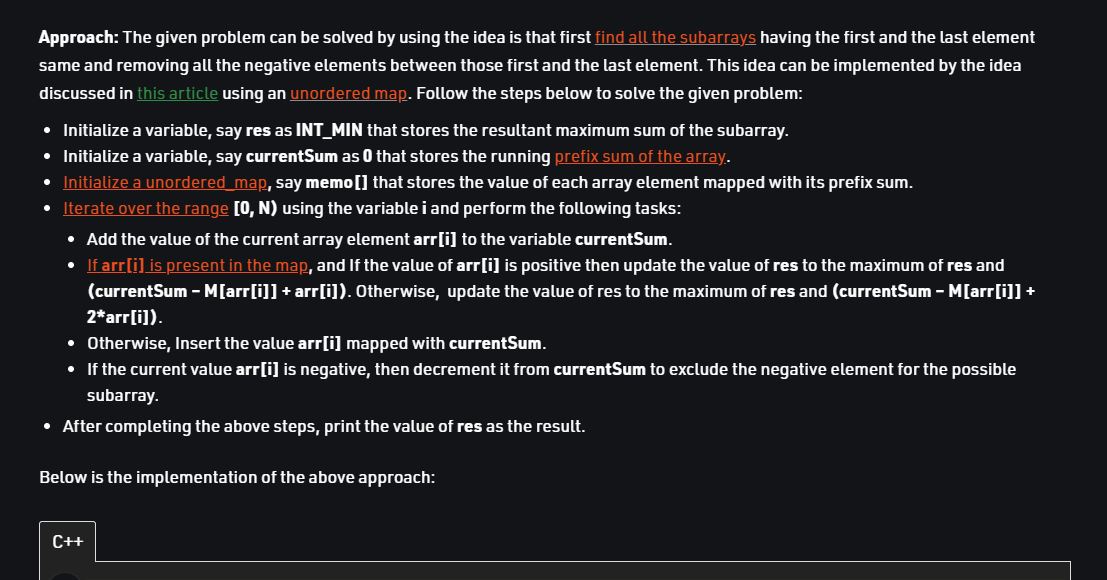 Approach: The given problem can be solved by using the idea is that first find all the subarrays having the first and the last element
same and removing all the negative elements between those first and the last element. This idea can be implemented by the idea
discussed in this article using an unordered map. Follow the steps below to solve the given problem:
• Initialize a variable, say res as INT_MIN that stores the resultant maximum sum of the subarray.
• Initialize a variable, say currentSum as 0 that stores the running prefix sum of the array.
• Initialize a unordered_map, say memo[] that stores the value of each array element mapped with its prefix sum.
• Iterate over the range [0, N) using the variable i and perform the following tasks:
• Add the value of the current array element arr[i] to the variable currentSum.
• If arr[i] is present in the map, and If the value of arr[i] is positive then update the value of res to the maximum of res and
(currentSum – M[arr[i]] + arr[i]). Otherwise, update the value of res to the maximum of res and (currentSum – M[arr[i]] +
2*arr[i]).
• Otherwise, Insert the value arr[i] mapped with currentSum.
• If the current value arr[i] is negative, then decrement it from currentSum to exclude the negative element for the possible
subarray.
• After completing the above steps, print the value of res as the result.
Below is the implementation of the above approach:
C++